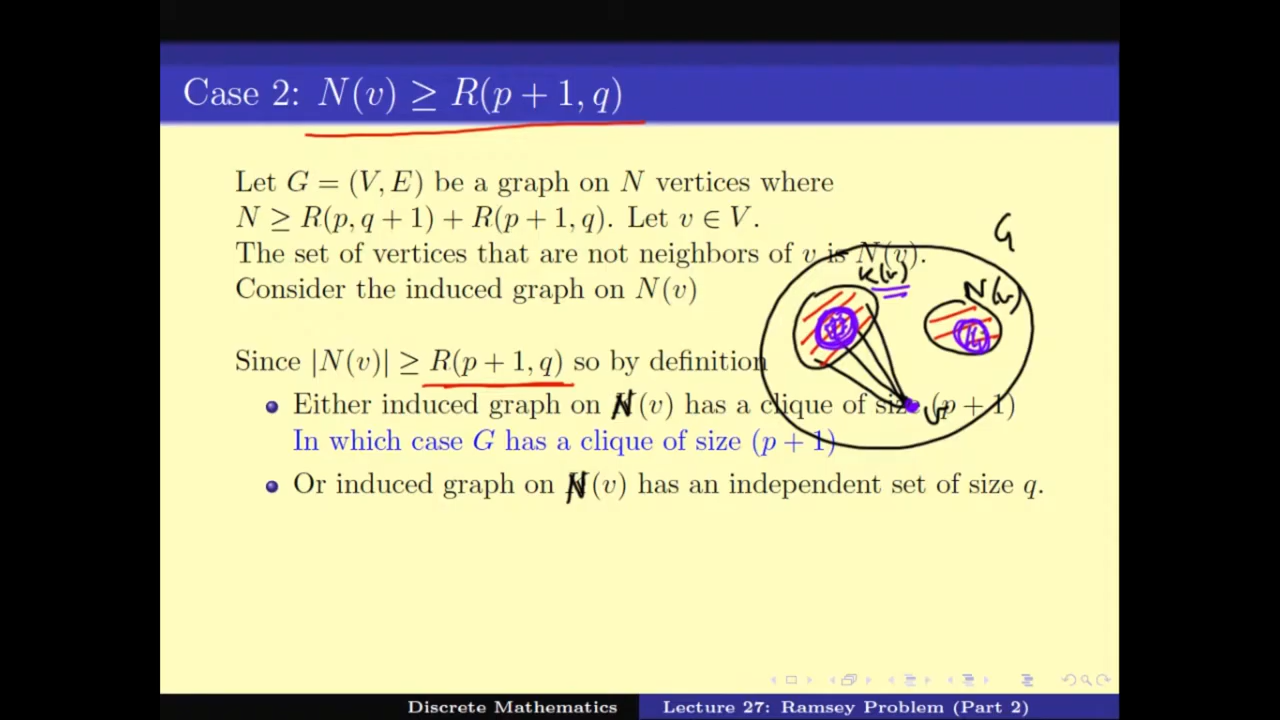 Case 2: N(v) ≥ R(p + 1, q)
Let G = (V, E) be a graph on N vertices where
N ≥ R(p, q + 1) + R(p + 1, q). Let v ∈ V.
The set of vertices that are not neighbors of v is N(v).
Consider the induced graph on N(v)
G
K(v)
N(v)
v
Since |N(v)| ≥ R(p + 1, q) so by definition
Either induced graph on N(v) has a clique of size (p + 1)
In which case G has a clique of size (p + 1)
Or induced graph on N(v) has an independent set of size q.
Discrete Mathematics
Lecture 27: Ramsey Problem (Part 2)